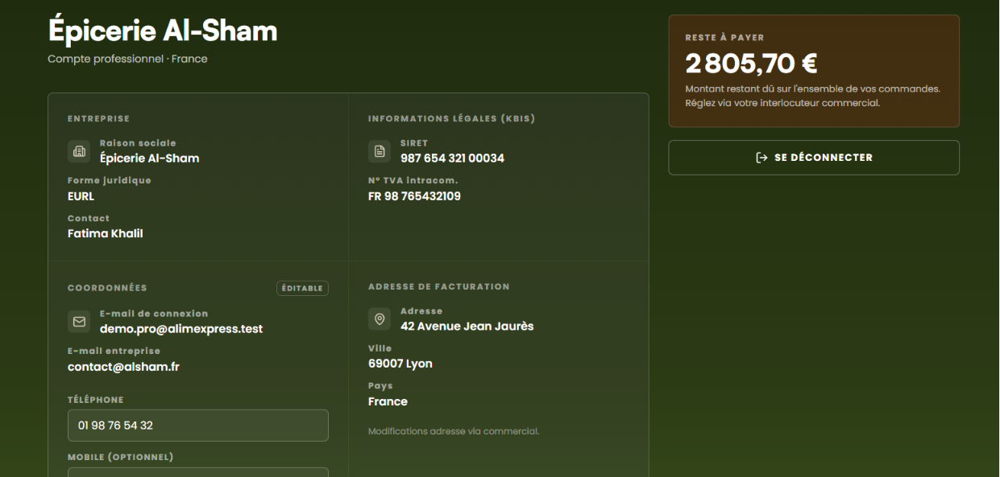 Épicerie Al-Sham
Compte professionnel · France
RESTE À PAYER
2 805,70 €
Montant restant dû sur l'ensemble de vos commandes.
Réglez via votre interlocuteur commercial.
SE DÉCONNECTER
ENTREPRISE
Raison sociale
Épicerie Al-Sham
Forme juridique
EURL
Contact
Fatima Khalil
INFORMATIONS LÉGALES (KBIS)
SIRET
987 654 321 00034
N° TVA intracom.
FR 98 765432109
COORDONNÉES
ÉDITABLE
E-mail de connexion
demo.pro@alimexpress.test
E-mail entreprise
contact@alsham.fr
TÉLÉPHONE
01 98 76 54 32
MOBILE (OPTIONNEL)
ADRESSE DE FACTURATION
Adresse
42 Avenue Jean Jaurès
Ville
69007 Lyon
Pays
France
Modifications adresse via commercial.